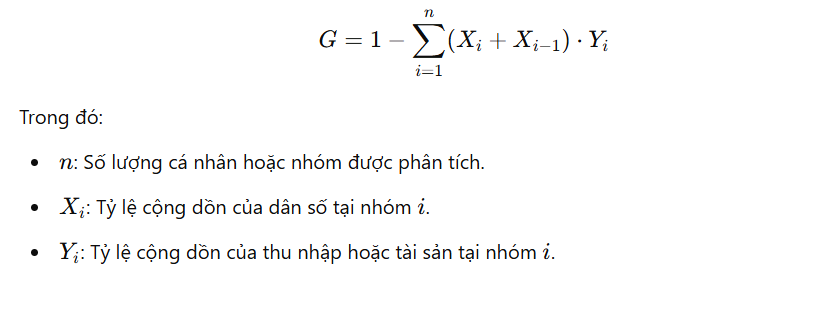 G = 1 − \sum_{i=1}^{n} (X_i + X_{i−1}) · Y_i
Trong đó:
• n: Số lượng cá nhân hoặc nhóm được phân tích.
• X_i: Tỷ lệ cộng dồn của dân số tại nhóm i.
• Y_i: Tỷ lệ cộng dồn của thu nhập hoặc tài sản tại nhóm i.